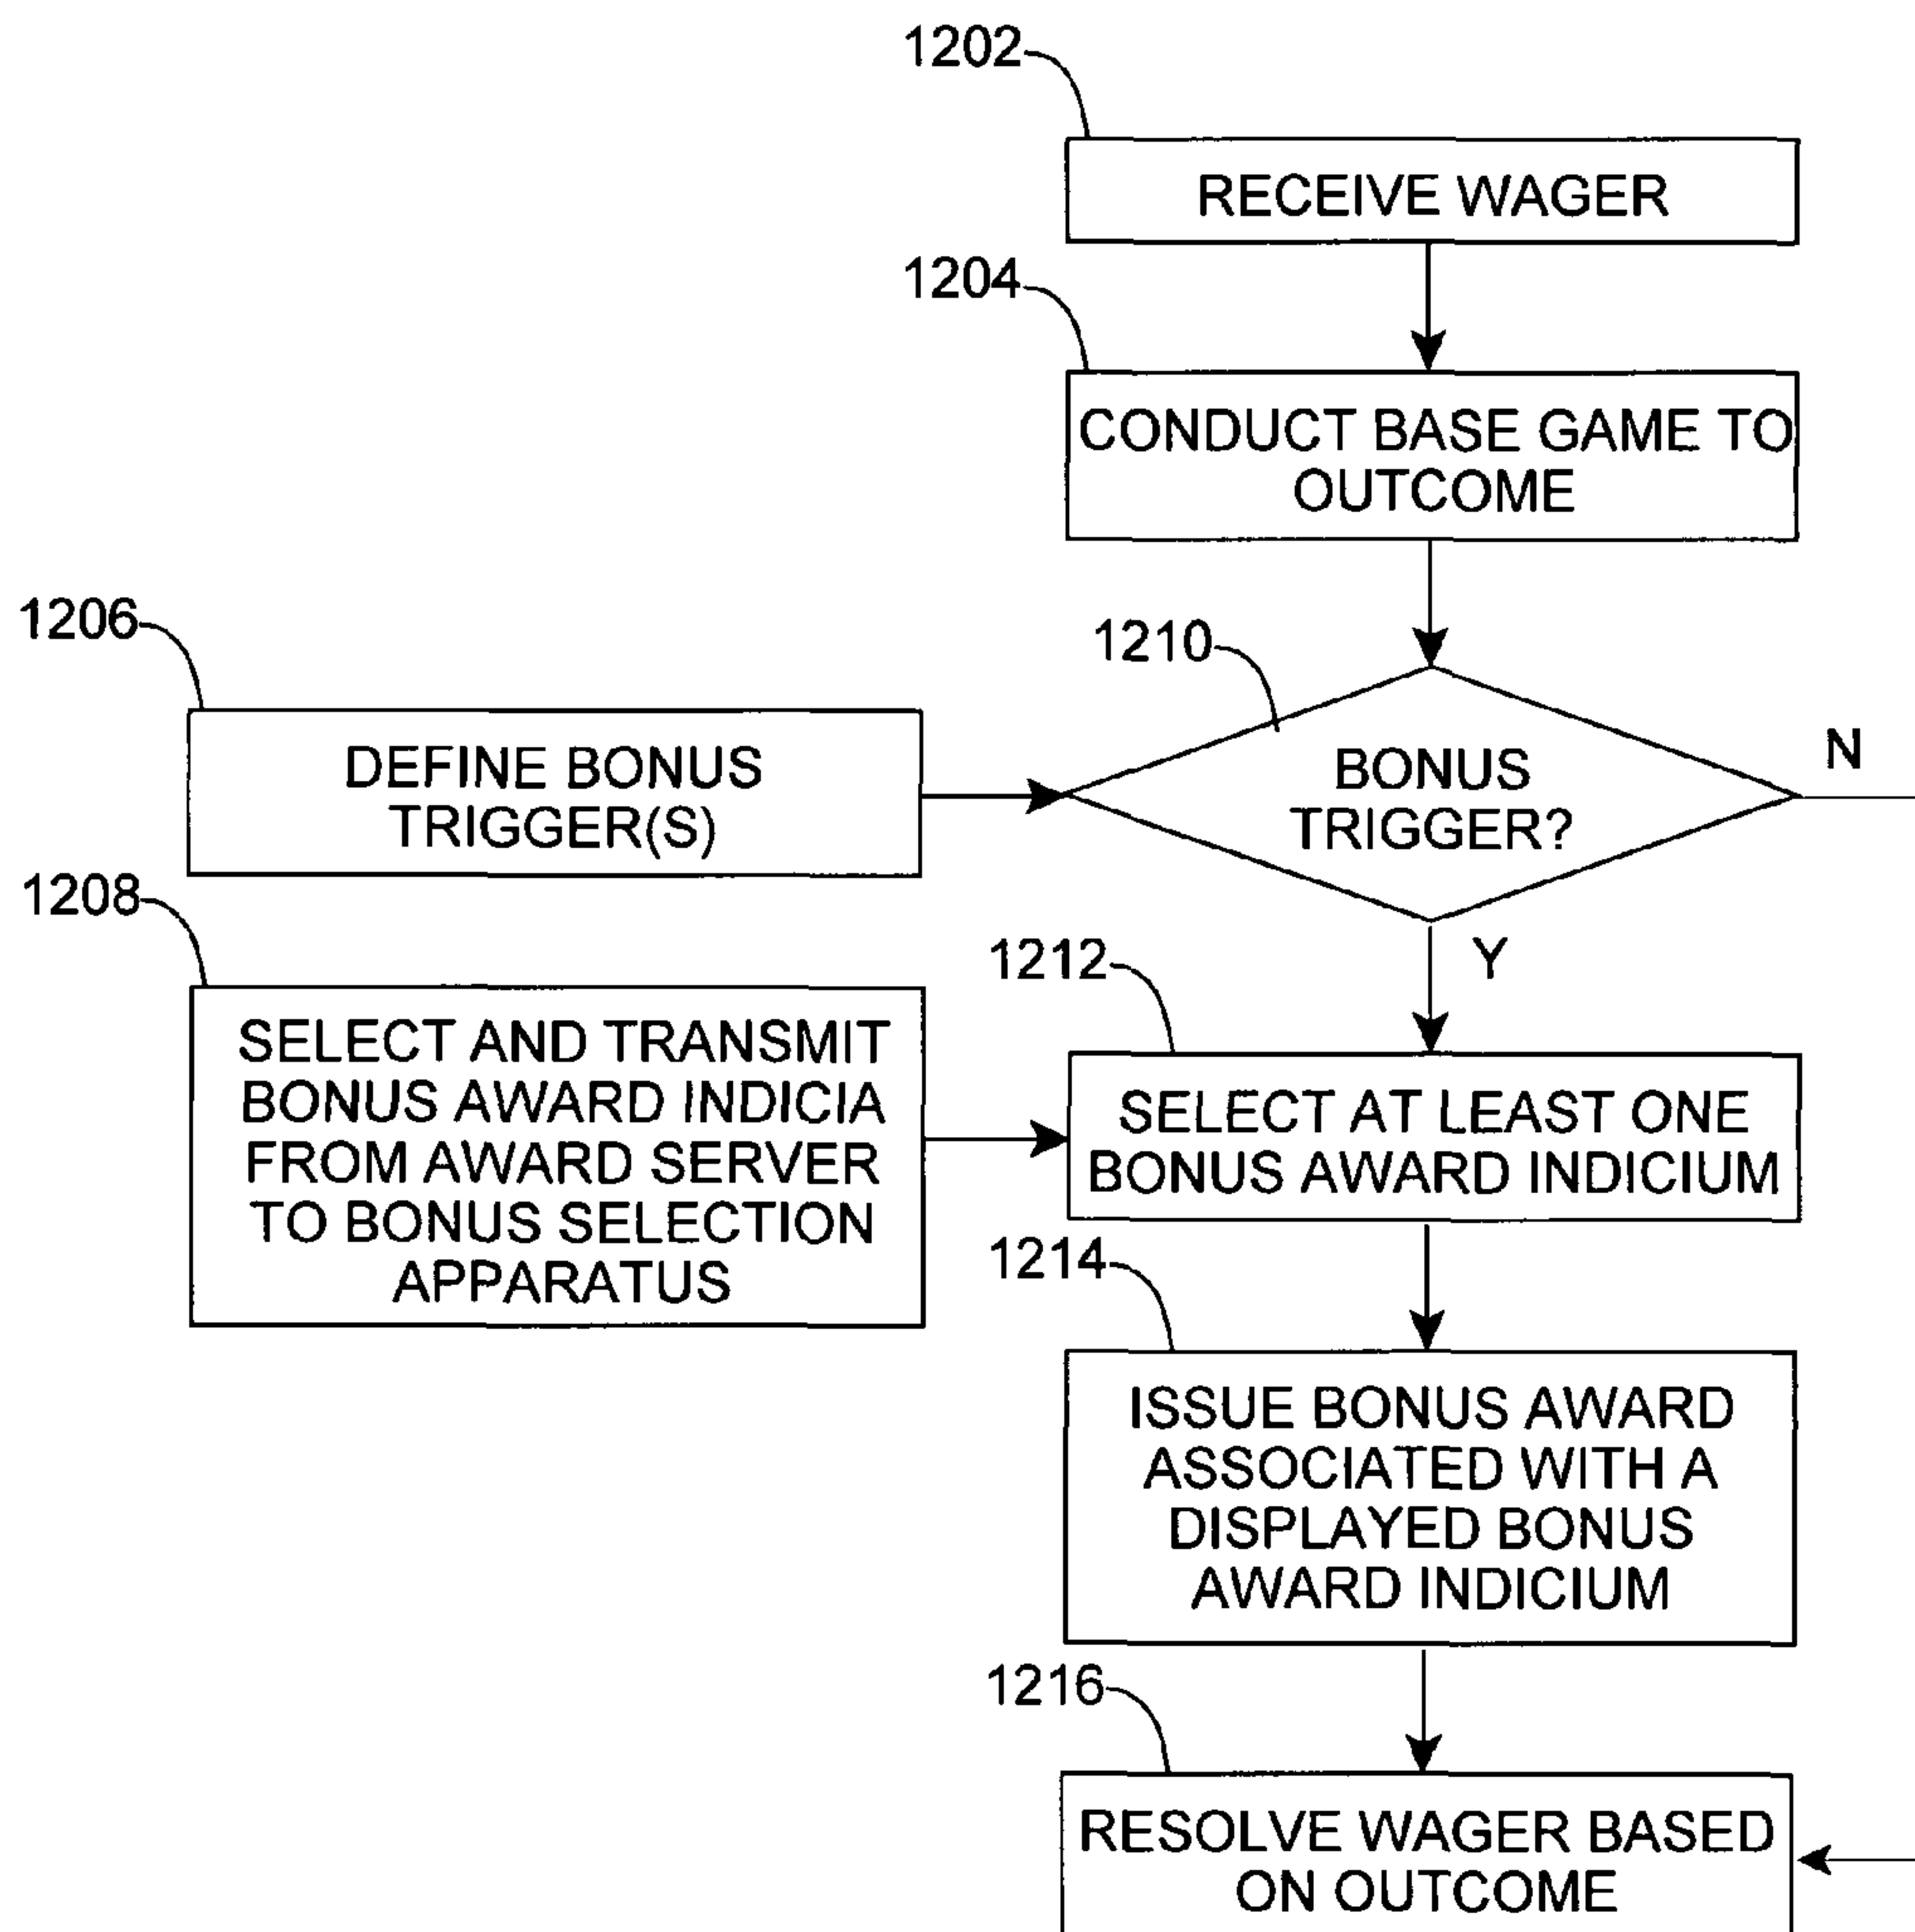 1202
RECEIVE WAGER
1204
CONDUCT BASE GAME TO
OUTCOME
1206
DEFINE BONUS
TRIGGER(S)
1210
BONUS
TRIGGER?
N
Y
1208
SELECT AND TRANSMIT
BONUS AWARD INDICIA
FROM AWARD SERVER
TO BONUS SELECTION
APPARATUS
1212
SELECT AT LEAST ONE
BONUS AWARD INDICIUM
1214
ISSUE BONUS AWARD
ASSOCIATED WITH A
DISPLAYED BONUS
AWARD INDICIUM
1216
RESOLVE WAGER BASED
ON OUTCOME